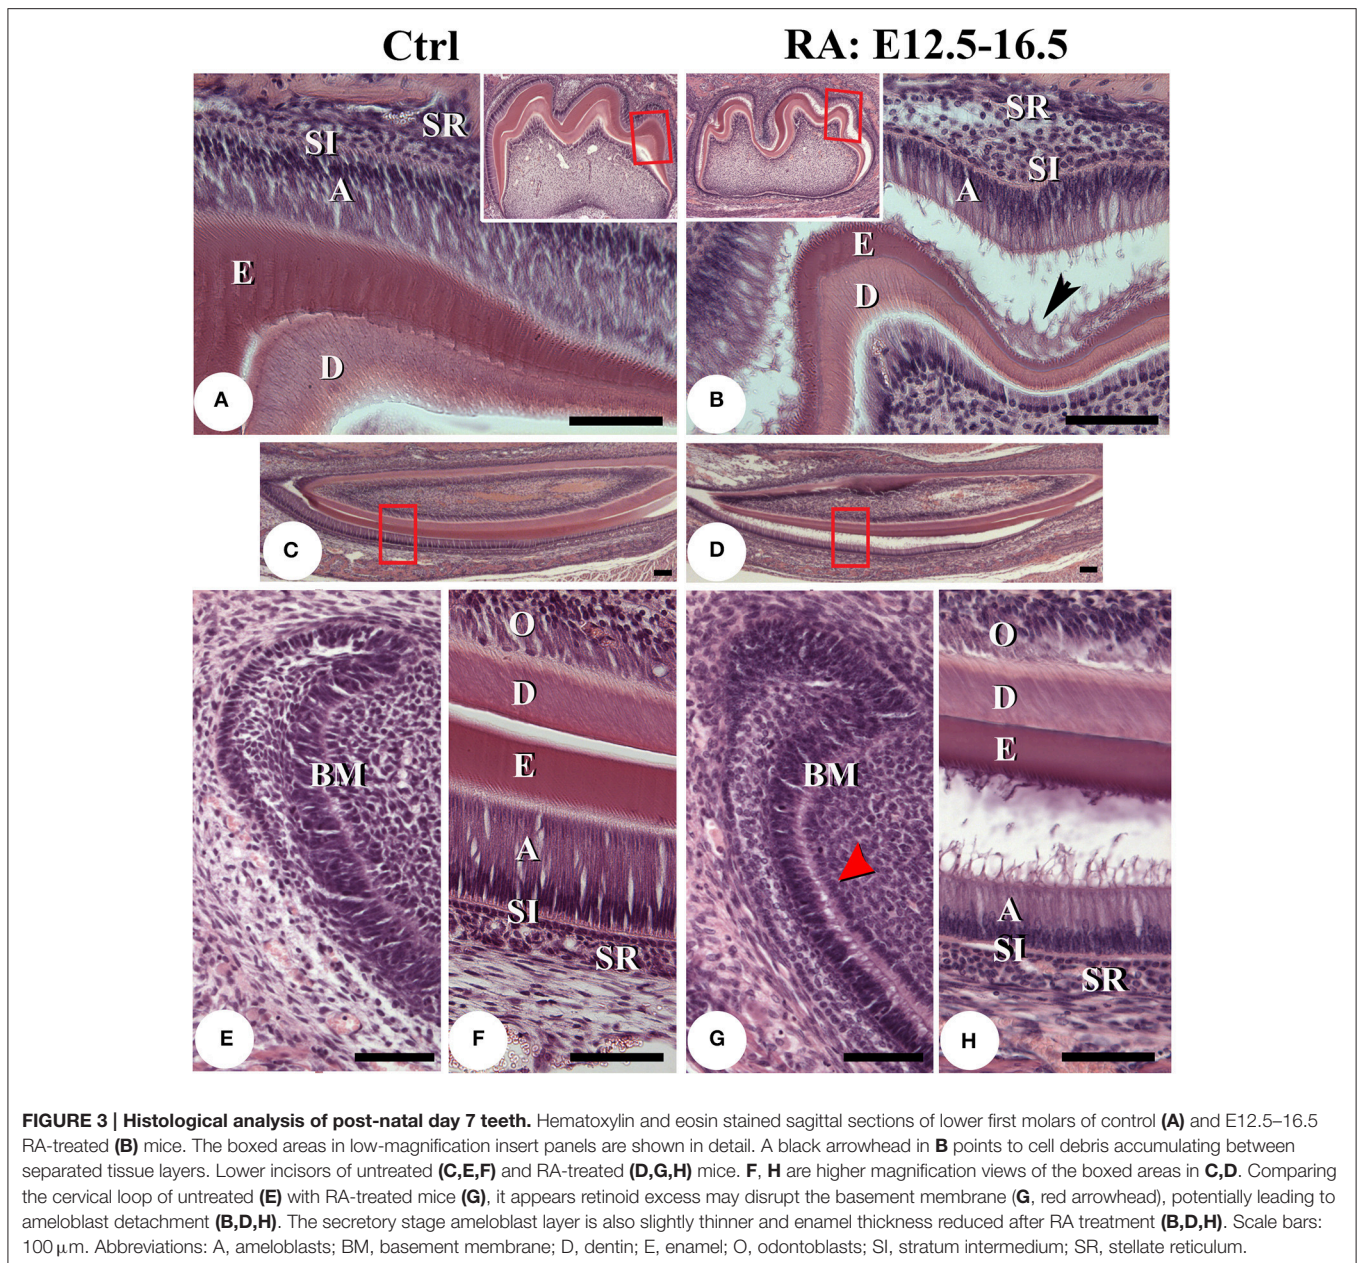 Ctrl
RA: E12.5-16.5
SR
SI
A
E
D
A
SR
SI
A
E
D
B
C
D
BM
E
O
D
E
A
SI
SR
F
BM
G
O
D
E
A
SI
SR
H
FIGURE 3 | Histological analysis of post-natal day 7 teeth. Hematoxylin and eosin stained sagittal sections of lower first molars of control (A) and E12.5–16.5
RA-treated (B) mice. The boxed areas in low-magnification insert panels are shown in detail. A black arrowhead in B points to cell debris accumulating between
separated tissue layers. Lower incisors of untreated (C,E,F) and RA-treated (D,G,H) mice. F, H are higher magnification views of the boxed areas in C,D. Comparing
the cervical loop of untreated (E) with RA-treated mice (G), it appears retinoid excess may disrupt the basement membrane (G, red arrowhead), potentially leading to
ameloblast detachment (B,D,H). The secretory stage ameloblast layer is also slightly thinner and enamel thickness reduced after RA treatment (B,D,H). Scale bars:
100 μm. Abbreviations: A, ameloblasts; BM, basement membrane; D, dentin; E, enamel; O, odontoblasts; SI, stratum intermedium; SR, stellate reticulum.